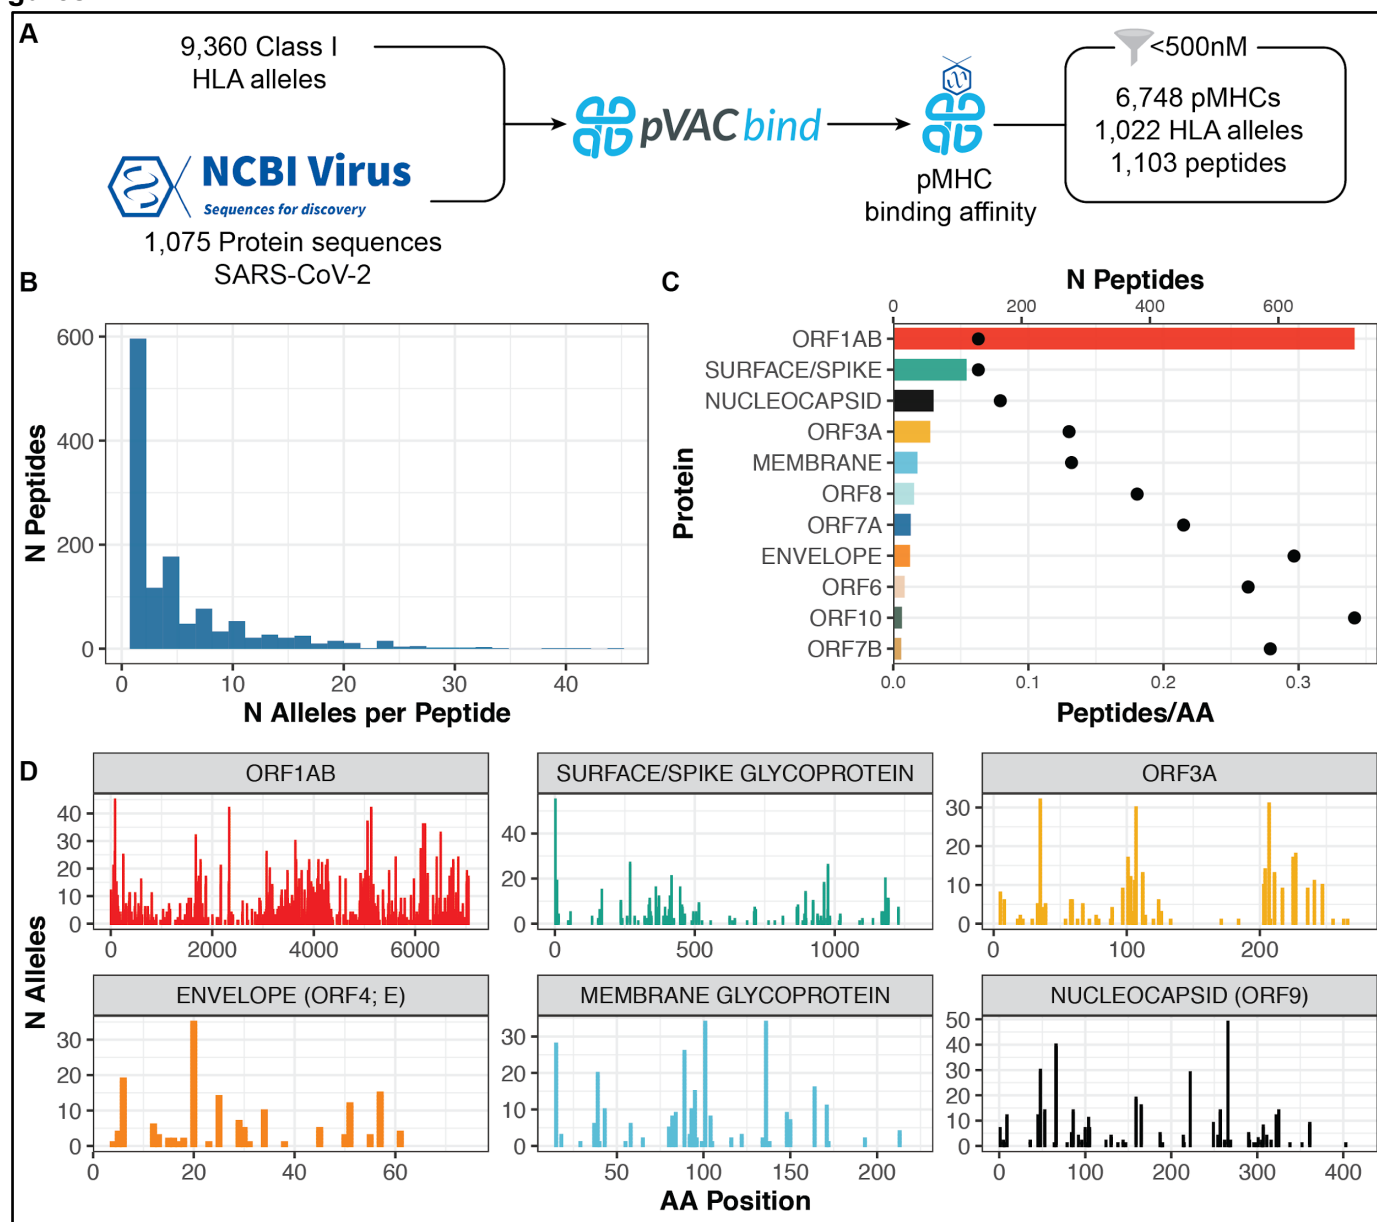 A
9,360 Class I
HLA alleles
NCBI Virus
Sequences for discovery
1,075 Protein sequences
SARS-CoV-2
pVACbind
pMHC
binding affinity
<500nM
6,748 pMHCs
1,022 HLA alleles
1,103 peptides
B
N Peptides
600
400
200
0
0 10 20 30 40
N Alleles per Peptide
C
N Peptides
0 200 400 600
Protein
ORF1AB
SURFACE/SPIKE
NUCLEOCAPSID
ORF3A
MEMBRANE
ORF8
ORF7A
ENVELOPE
ORF6
ORF10
ORF7B
0.0 0.1 0.2 0.3
Peptides/AA
D
N Alleles
ORF1AB
40
30
20
10
0
0 2000 4000 6000
SURFACE/SPIKE GLYCOPROTEIN
40
20
0
0 500 1000
ORF3A
30
20
10
0
0 100 200
ENVELOPE (ORF4; E)
30
20
10
0
0 20 40 60
MEMBRANE GLYCOPROTEIN
30
20
10
0
50 100 150 200
NUCLEOCAPSID (ORF9)
50
40
30
20
10
0
0 100 200 300 400
AA Position